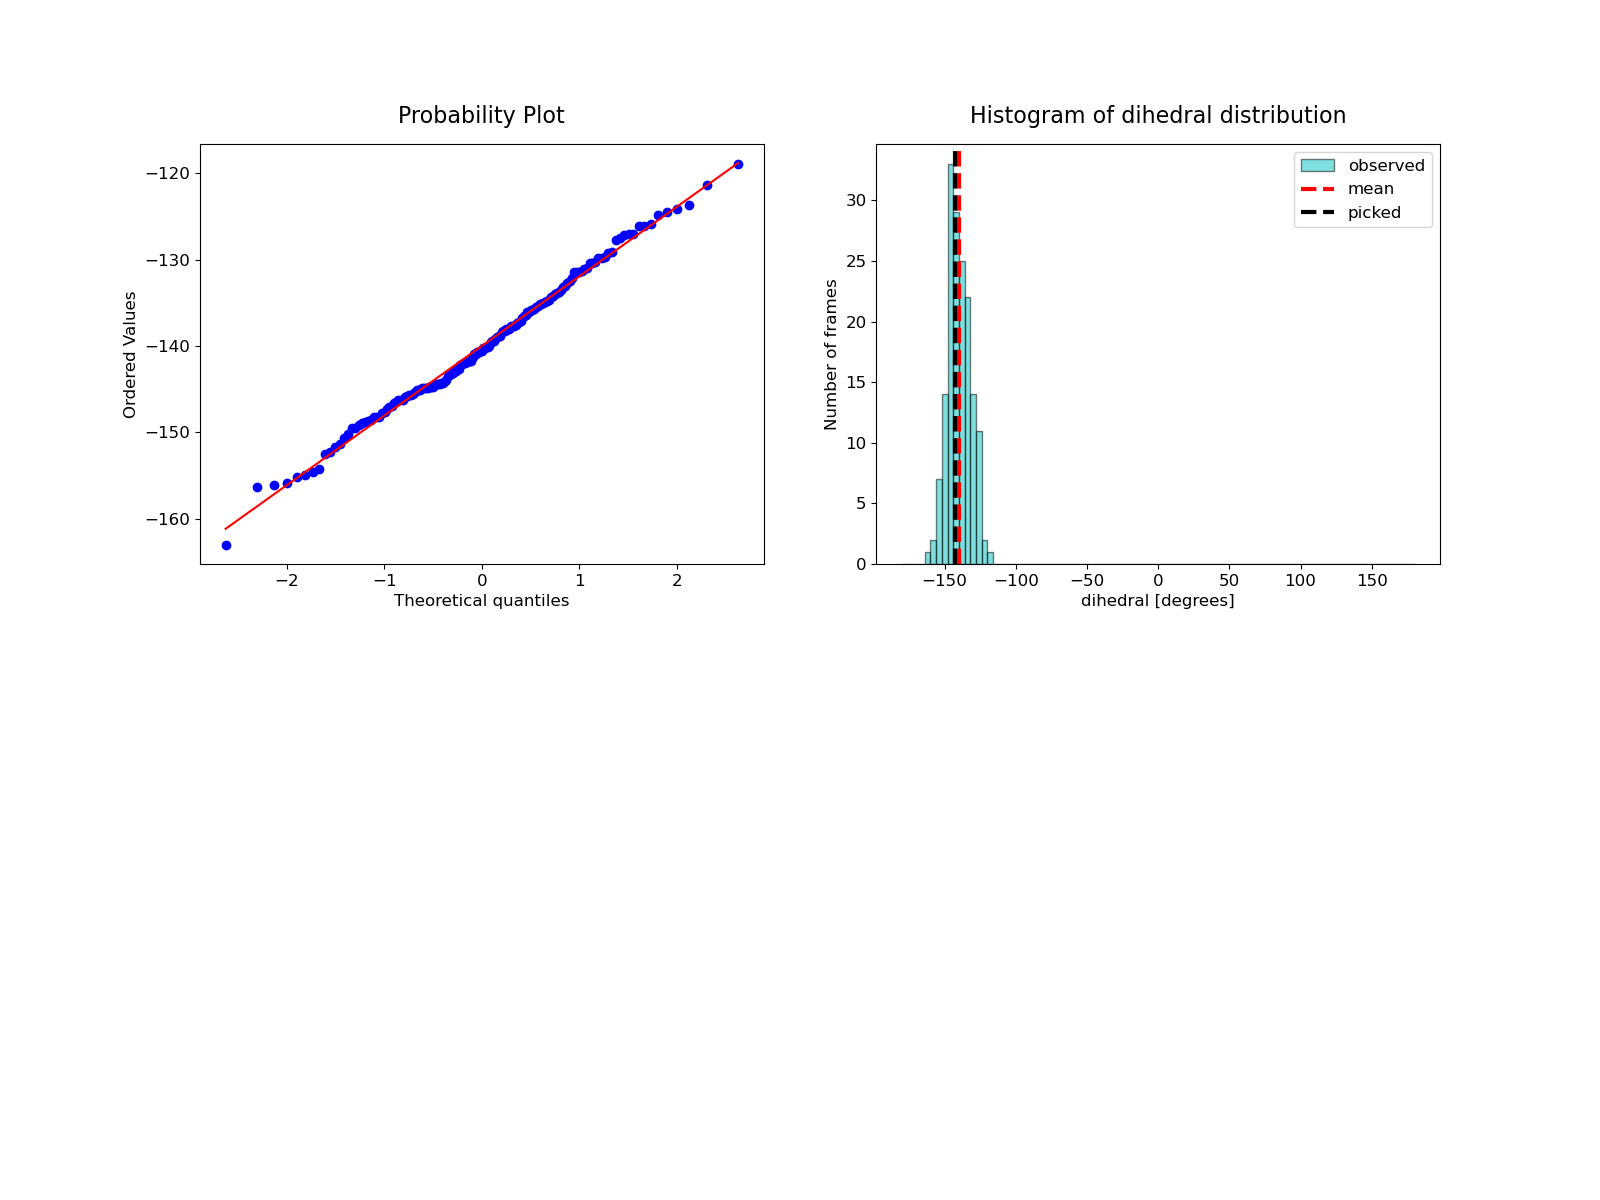 Probability Plot
Ordered Values
−120
−130
−140
−150
−160
−2
−1
0
1
2
Theoretical quantiles
Histogram of dihedral distribution
Number of frames
30
25
20
15
10
5
0
−150
−100
−50
0
50
100
150
dihedral [degrees]
observed
mean
picked